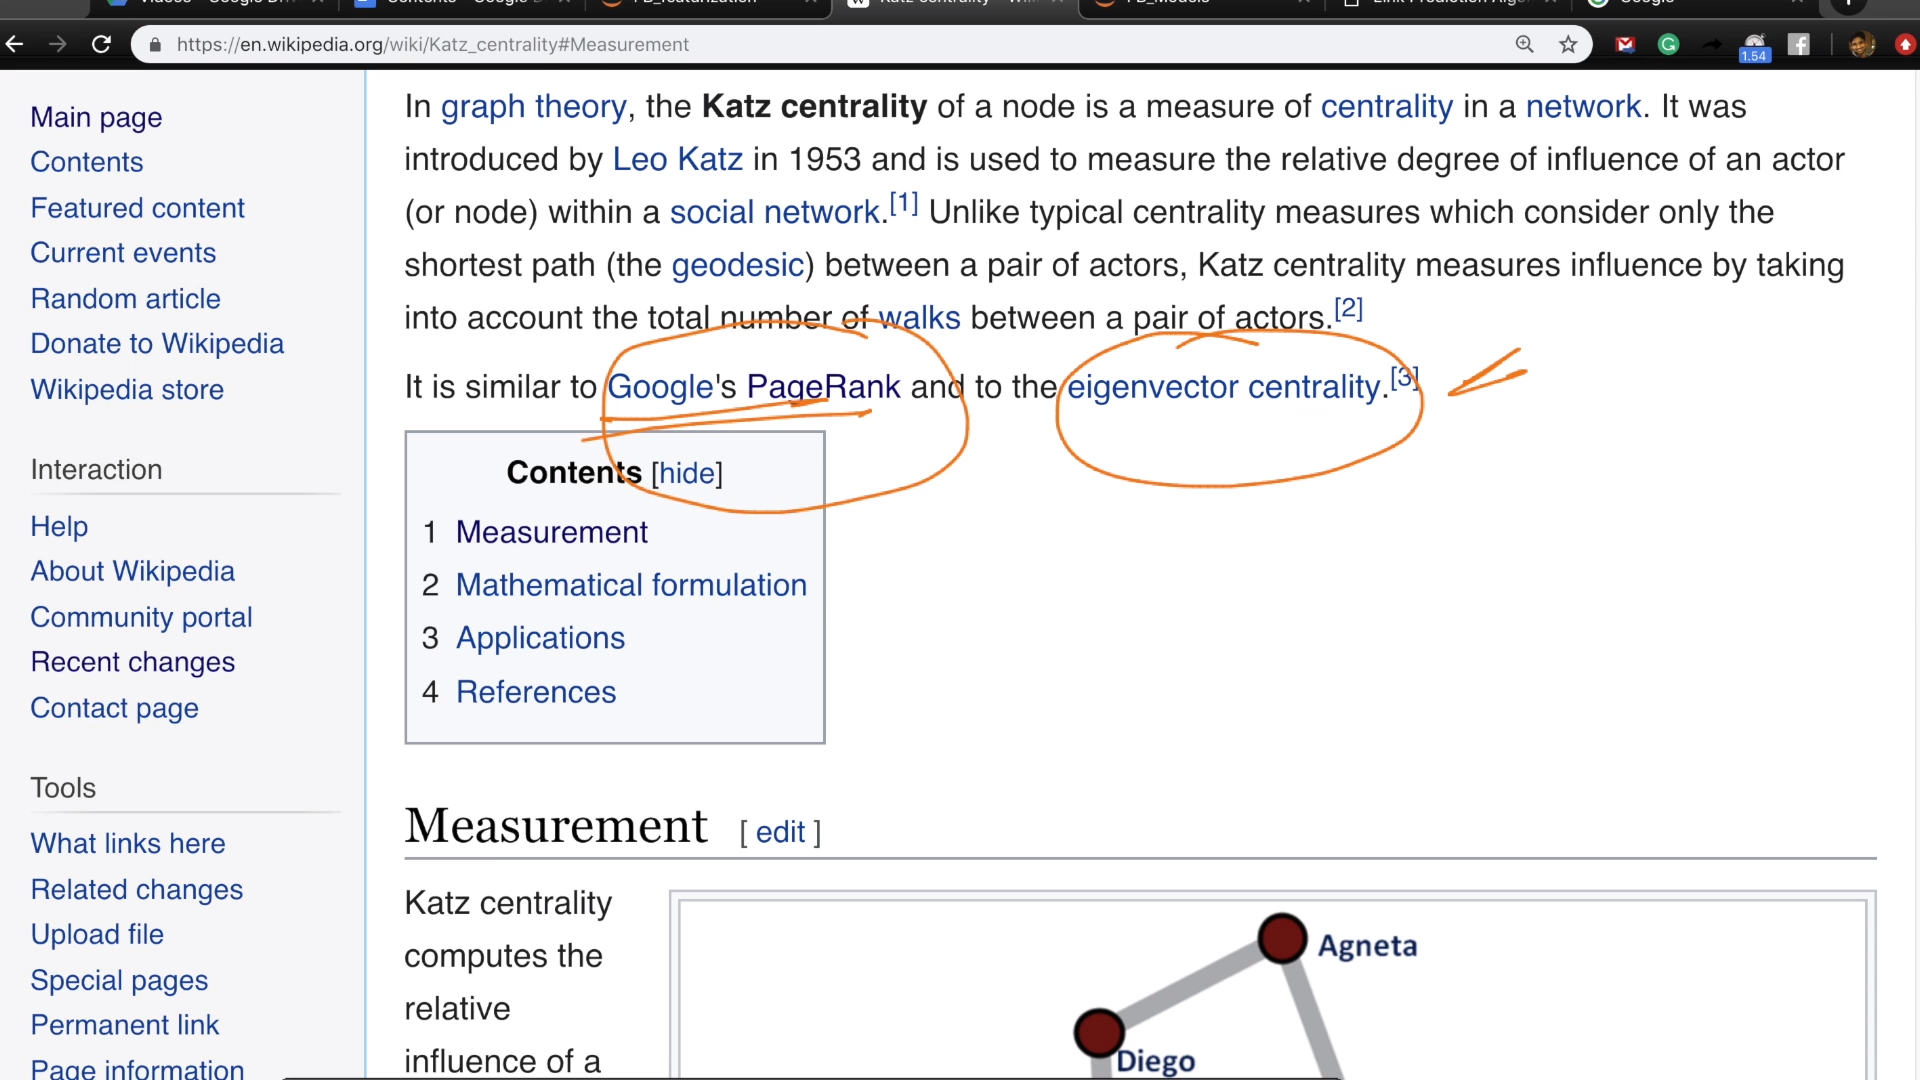 https://en.wikipedia.org/wiki/Katz_centrality#Measurement
1.54
Main page
Contents
Featured content
Current events
Random article
Donate to Wikipedia
Wikipedia store
Interaction
Help
About Wikipedia
Community portal
Recent changes
Contact page
Tools
What links here
Related changes
Upload file
Special pages
Permanent link
Page information
In graph theory, the Katz centrality of a node is a measure of centrality in a network. It was
introduced by Leo Katz in 1953 and is used to measure the relative degree of influence of an actor
(or node) within a social network.[1] Unlike typical centrality measures which consider only the
shortest path (the geodesic) between a pair of actors, Katz centrality measures influence by taking
into account the total number of walks between a pair of actors.[2]
It is similar to Google's PageRank and to the eigenvector centrality.[3]
Contents [hide]
1 Measurement
2 Mathematical formulation
3 Applications
4 References
Measurement [ edit ]
Katz centrality
computes the
relative
influence of a
Agneta
Diego